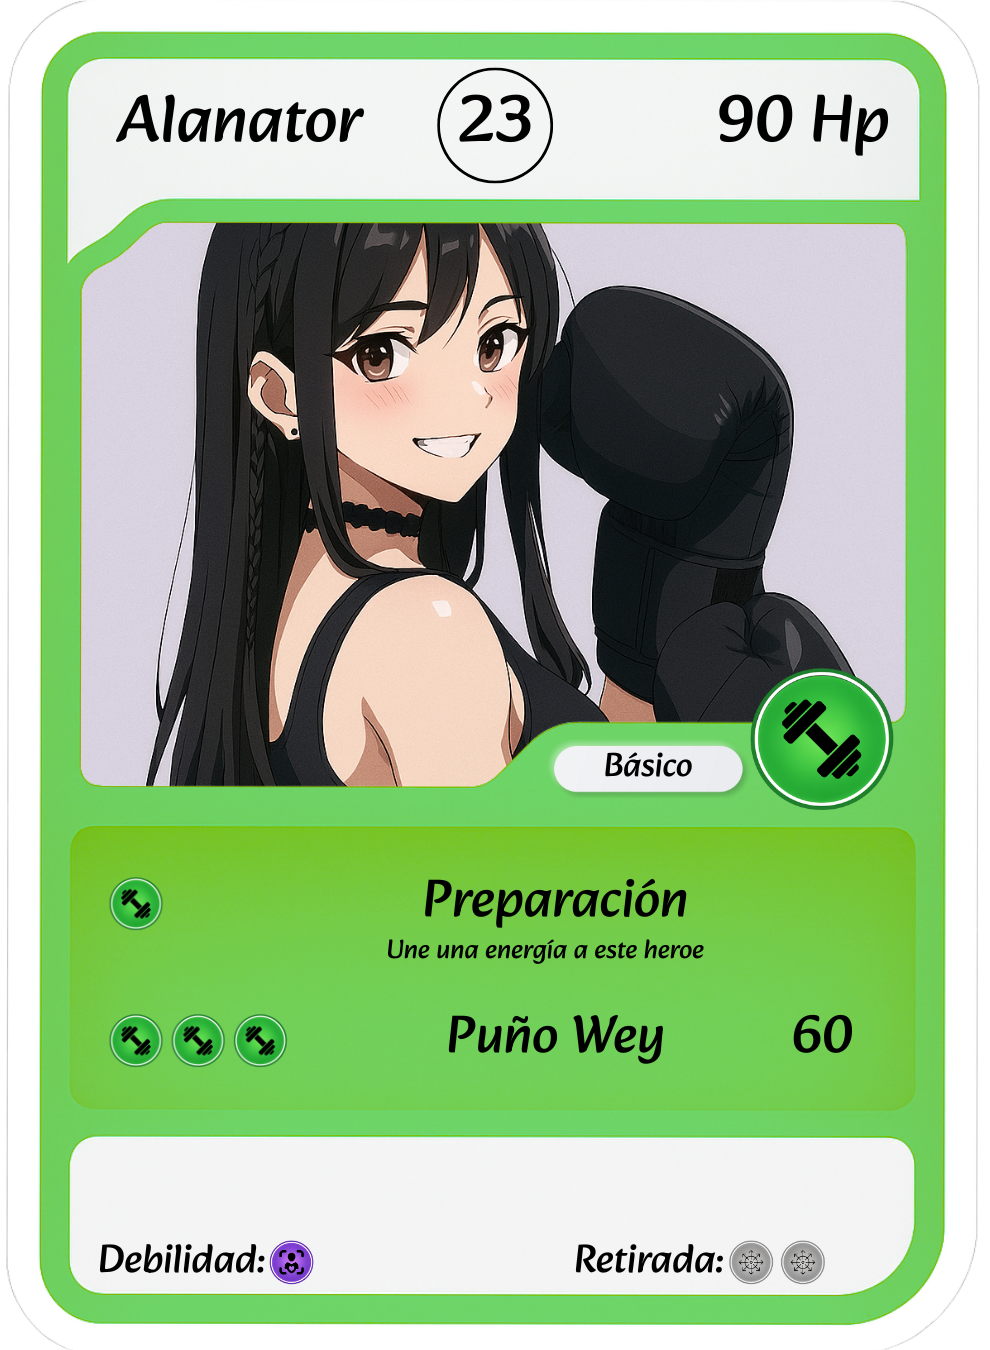 Alanator 23 90 Hp
Básico
Preparación
Une una energía a este heroe
Puño Wey 60
Debilidad: Retirada: